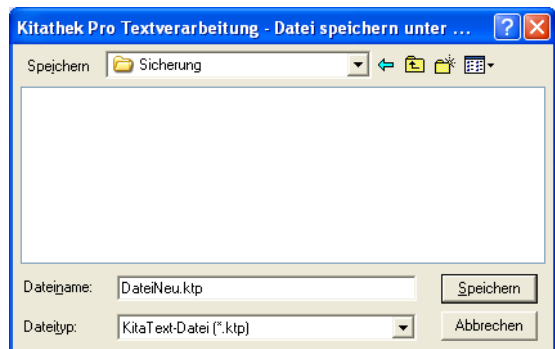 Kitathek Pro Textverarbeitung - Datei speichern unter ...
Speichern Sicherung
Dateiname: DateiNeu.ktp Speichern
Dateityp: KitaText-Datei (*.ktp) Abbrechen